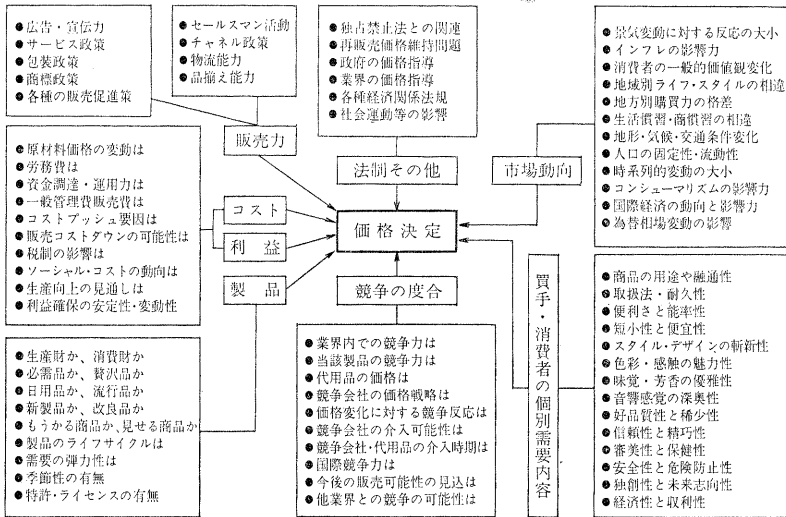 ●広告・宣伝力
●サービス政策
●包装政策
●商標政策
●各種の販売促進策
●セールスマン活動
●チャネル政策
●物流能力
●品揃え能力
●独占禁止法との関連
●再販売価格維持問題
●政府の価格指導
●業界の価格指導
●各種経済関係法規
●社会運動等の影響
●景気変動に対する反応の大小
●インフレの影響力
●消費者の一般的価値観変化
●地域別ライフ・スタイルの相違
●地方別購買力の格差
●生活慣習・商慣習の相違
●地形・気候・交通条件変化
●人口の固定性・流動性
●時系列的変動の大小
●コンシューマリズムの影響力
●国際経済の動向と影響力
●為替相場変動の影響
販売力
法制その他
市場動向
●原材料価格の変動は
●労務費は
●資金調達・運用力は
●一般管理費販売費は
●コストプッシュ要因は
●販売コストダウンの可能性は
●税制の影響は
●ソーシャル・コストの動向は
●生産向上の見通しは
●利益確保の安定性・変動性
コスト
利益
製品
価格決定
競争の度合
買手・消費者の個別需要内容
●生産財か、消費財か
●必需品か、贅沢品か
●日用品か、流行品か
●新製品か、改良品か
●もうかる商品か、見せる商品か
●製品のライフサイクルは
●需要の弾力性は
●季節性の有無
●特許・ライセンスの有無
●業界内での競争力は
●当該製品の競争力は
●代用品の価格は
●競争会社の価格戦略は
●価格変化に対する競争反応は
●競争会社の介入可能性は
●競争会社・代用品の介入時期は
●国際競争力は
●今後の販売可能性の見込は
●他業界との競争の可能性は
●商品の用途や融通性
●取扱法・耐久性
●便利さと能率性
●短小性と便宜性
●スタイル・デザインの斬新性
●色彩・感触の魅力性
●味覚・芳香の優雅性
●音響感覚の深奥性
●好品質性と稀少性
●信頼性と精巧性
●審美性と保健性
●安全性と危険防止性
●独創性と未来志向性
●経済性と収利性